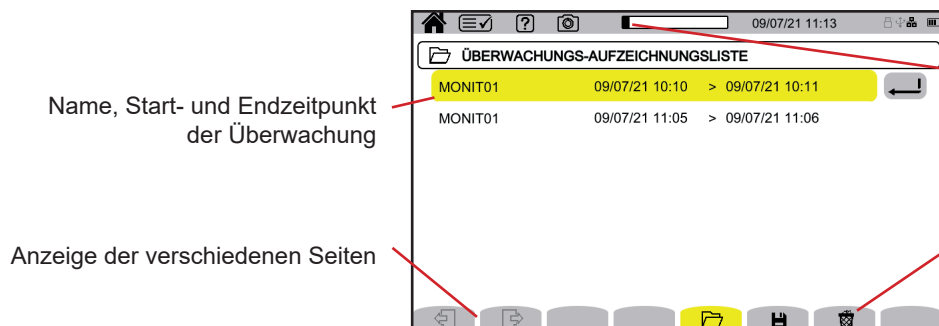 09/07/21 11:13
ÜBERWACHUNGS-AUFZEICHNUNGSLISTE
MONIT01 09/07/21 10:10 > 09/07/21 10:11
MONIT01 09/07/21 11:05 > 09/07/21 11:06
Name, Start- und Endzeitpunkt
der Überwachung
Anzeige der verschiedenen Seiten